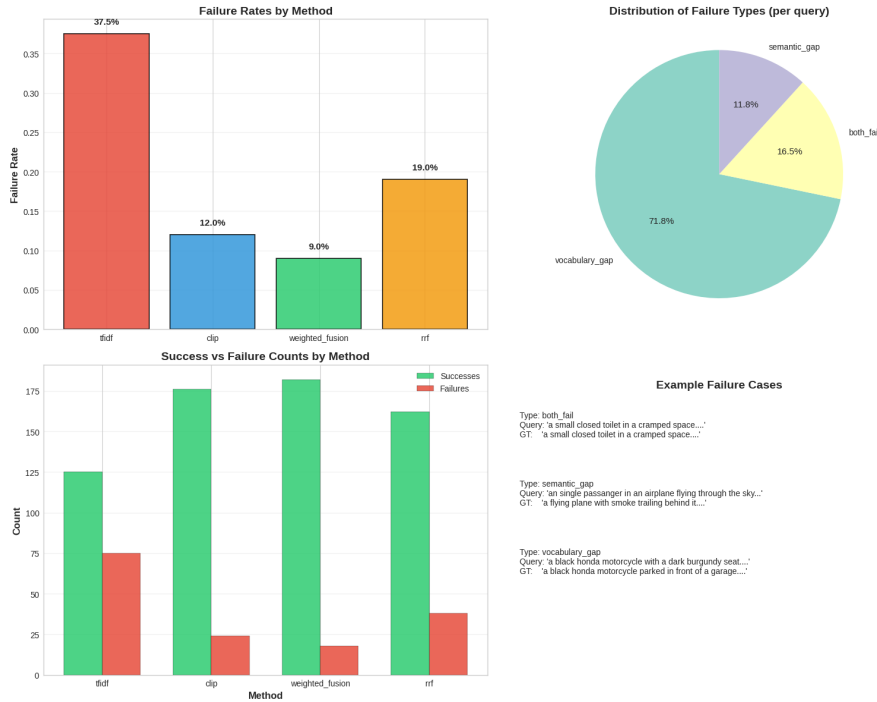 Failure Rates by Method
37.5%
12.0%
9.0%
19.0%
0.35
0.30
0.25
0.20
0.15
0.10
0.05
0.00
Failure Rate
tfidf
clip
weighted_fusion
rrf
Distribution of Failure Types (per query)
semantic_gap
11.8%
both_fai
16.5%
71.8%
vocabulary_gap
Success vs Failure Counts by Method
Successes
Failures
175
150
125
100
75
50
25
0
Count
tfidf
clip
weighted_fusion
rrf
Method
Example Failure Cases
Type: both_fail
Query: 'a small closed toilet in a cramped space....'
GT: 'a small closed toilet in a cramped space....'
Type: semantic_gap
Query: 'an single passanger in an airplane flying through the sky...'
GT: 'a flying plane with smoke trailing behind it....'
Type: vocabulary_gap
Query: 'a black honda motorcycle with a dark burgundy seat....'
GT: 'a black honda motorcycle parked in front of a garage....'